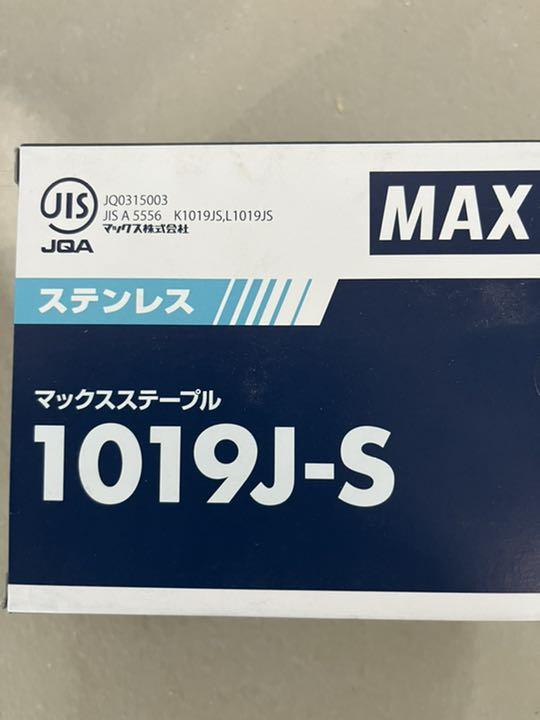 JIS
JQA
JQ0315003
JIS A 5556 K1019JS,L1019JS
マックス株式会社
MAX
ステンレス
マックスステープル
1019J-S